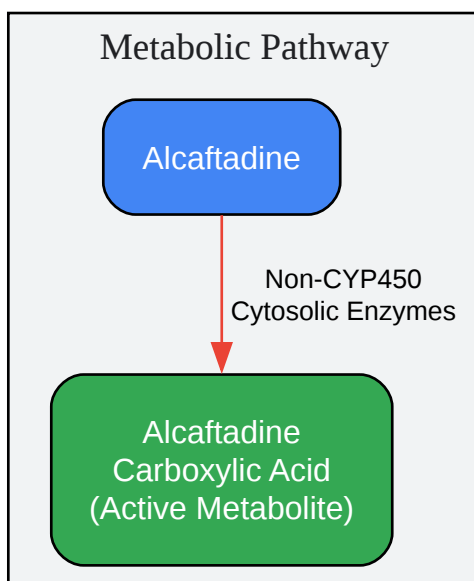 Metabolic Pathway
Alcaftadine
Non-CYP450
Cytosolic Enzymes
Alcaftadine
Carboxylic Acid
(Active Metabolite)